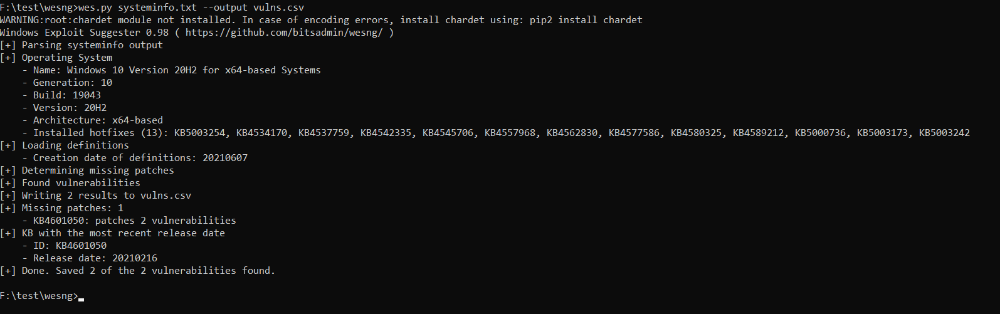 F:\test\wesng>wes.py systeminfo.txt --output vulns.csv
WARNING:root:chardet module not installed. In case of encoding errors, install chardet using: pip2 install chardet
Windows Exploit Suggester 0.98 ( https://github.com/bitsadmin/wesng/ )
[+] Parsing systeminfo output
[+] Operating System
    - Name: Windows 10 Version 20H2 for x64-based Systems
    - Generation: 10
    - Build: 19043
    - Version: 20H2
    - Architecture: x64-based
    - Installed hotfixes (13): KB5003254, KB4534170, KB4537759, KB4542335, KB4545706, KB4557968, KB4562830, KB4577586, KB4580325, KB4589212, KB5000736, KB5003173, KB5003242
[+] Loading definitions
    - Creation date of definitions: 20210607
[+] Determining missing patches
[+] Found vulnerabilities
[+] Writing 2 results to vulns.csv
[+] Missing patches: 1
    - KB4601050: patches 2 vulnerabilities
[+] KB with the most recent release date
    - ID: KB4601050
    - Release date: 20210216
[+] Done. Saved 2 of the 2 vulnerabilities found.
F:\test\wesng>